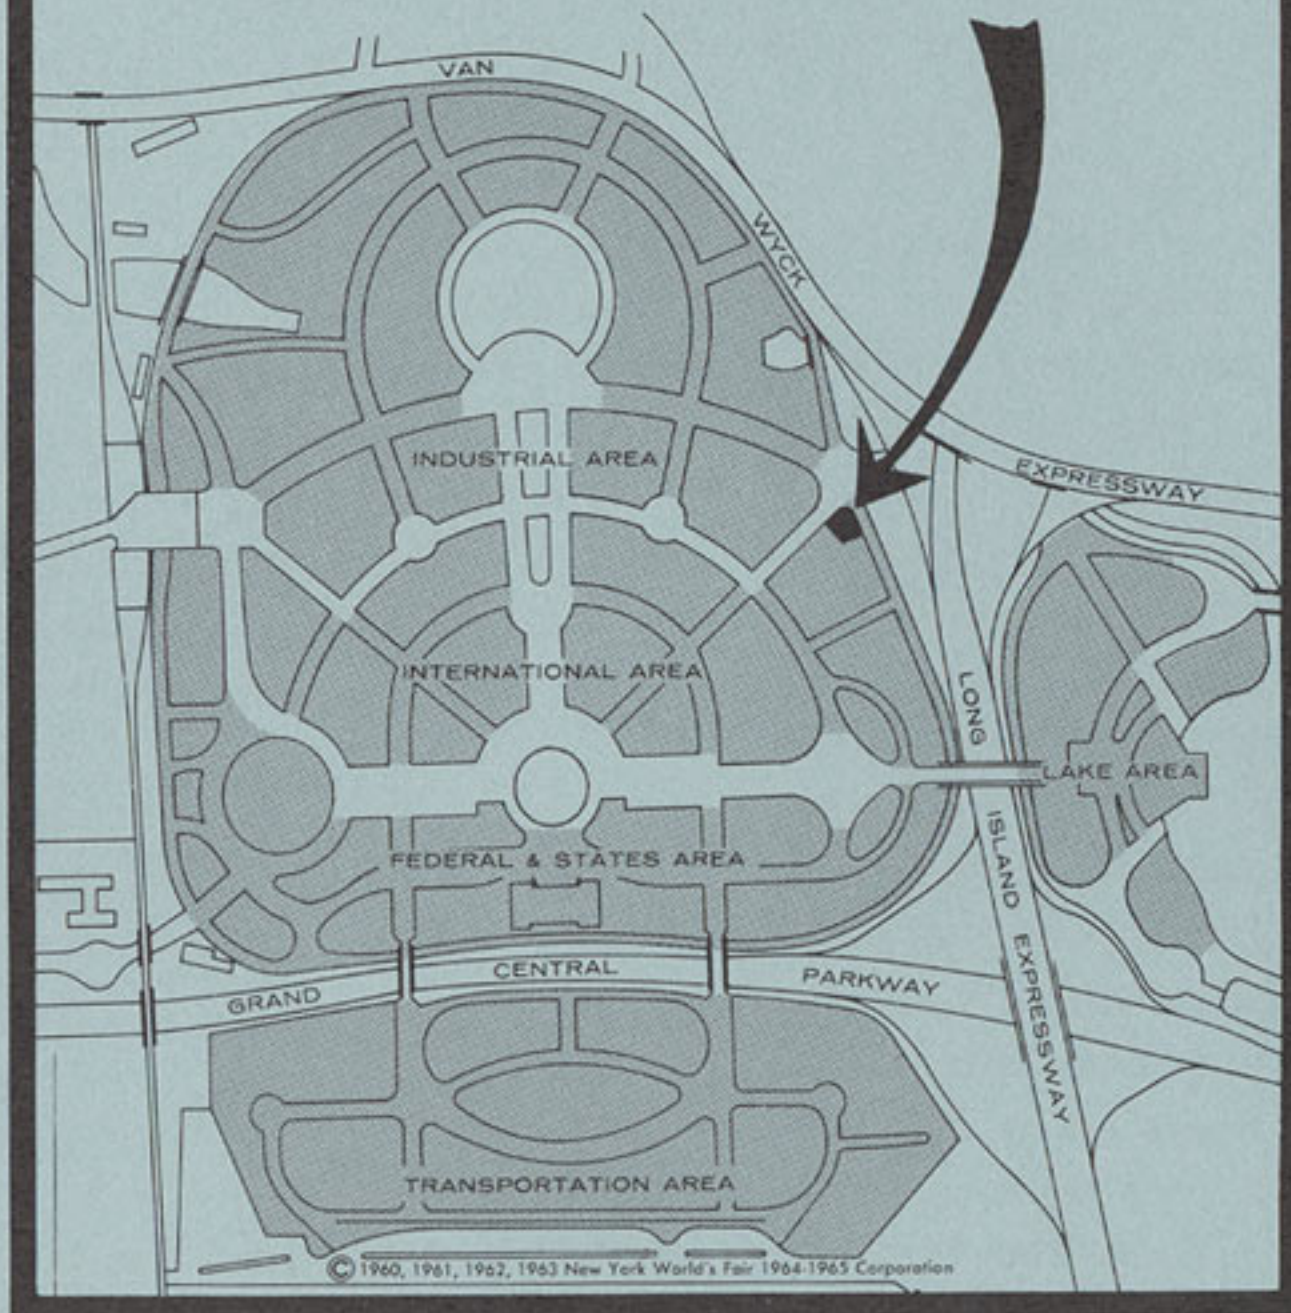 VAN
WYCK
EXPRESSWAY
INDUSTRIAL AREA
INTERNATIONAL AREA
LONG
LAKE AREA
ISLAND
FEDERAL & STATES AREA
EXPRESSWAY
CENTRAL
PARKWAY
GRAND
TRANSPORTATION AREA
© 1960, 1961, 1962, 1963 New York World's Fair 1964-1965 Corporation